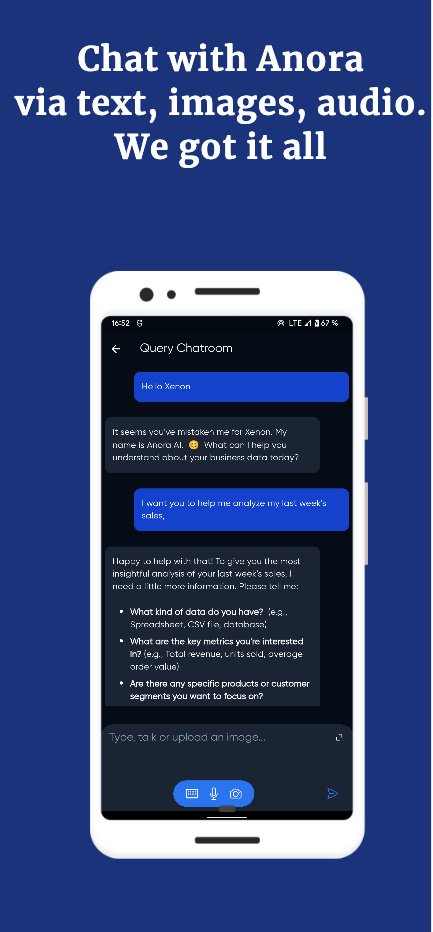 Chat with Anora
via text, images, audio.
We got it all
16:52
LTE 67 %
Query Chatroom
Hello Xenon
It seems you've mistaken me for Xenon. My
name is Anora AI. 😊 What can I help you
understand about your business data today?
I want you to help me analyze my last week's
sales,
Happy to help with that! To give you the most
insightful analysis of your last week's sales, I
need a little more information. Please tell me:
• What kind of data do you have? (e.g.,
Spreadsheet, CSV file, database)
• What are the key metrics you're interested
in? (e.g., Total revenue, units sold, average
order value)
• Are there any specific products or customer
segments you want to focus on?
Type, talk or upload an image...